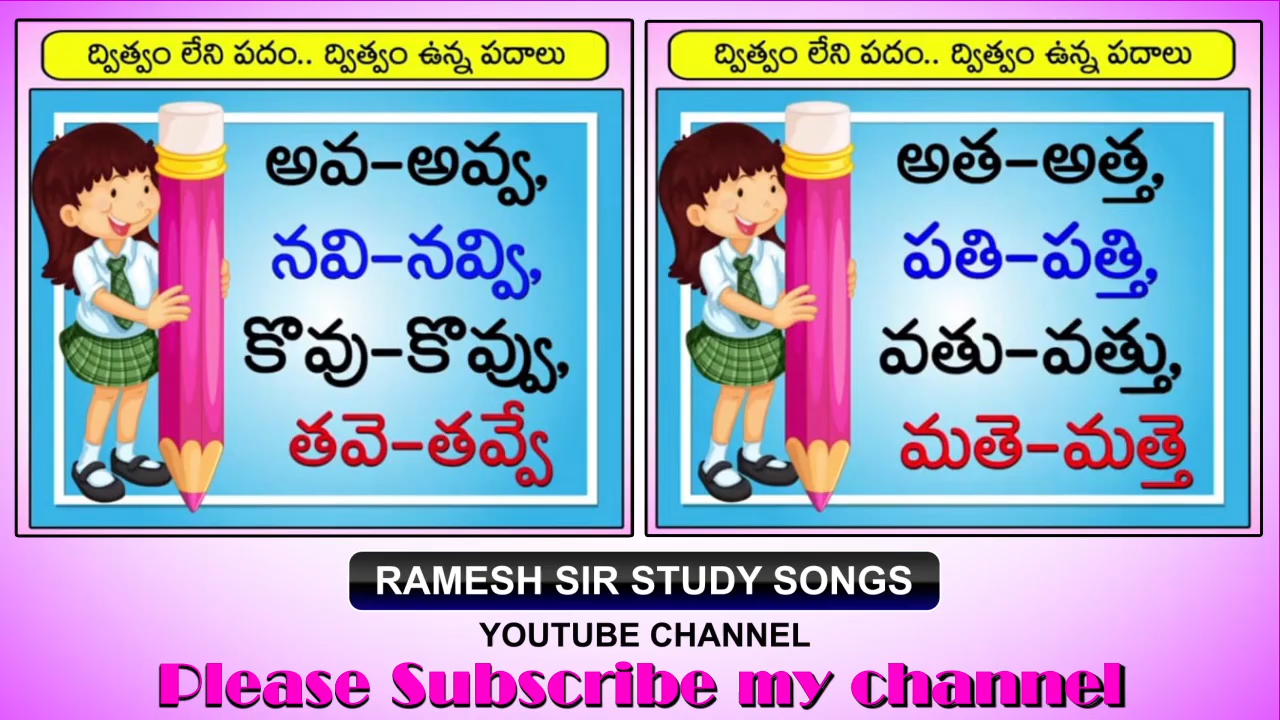 ద్విత్వం లేని పదం.. ద్విత్వం ఉన్న పదాలు
అవ-అవ్వ,
నవి-నవ్వి,
కొవు-కొవ్వు,
తవె-తవ్వే
ద్విత్వం లేని పదం.. ద్విత్వం ఉన్న పదాలు
అత-అత్త,
పతి-పత్తి,
వతు-వత్తు,
మతె-మత్తె
RAMESH SIR STUDY SONGS
YOUTUBE CHANNEL
Please Subscribe my channel